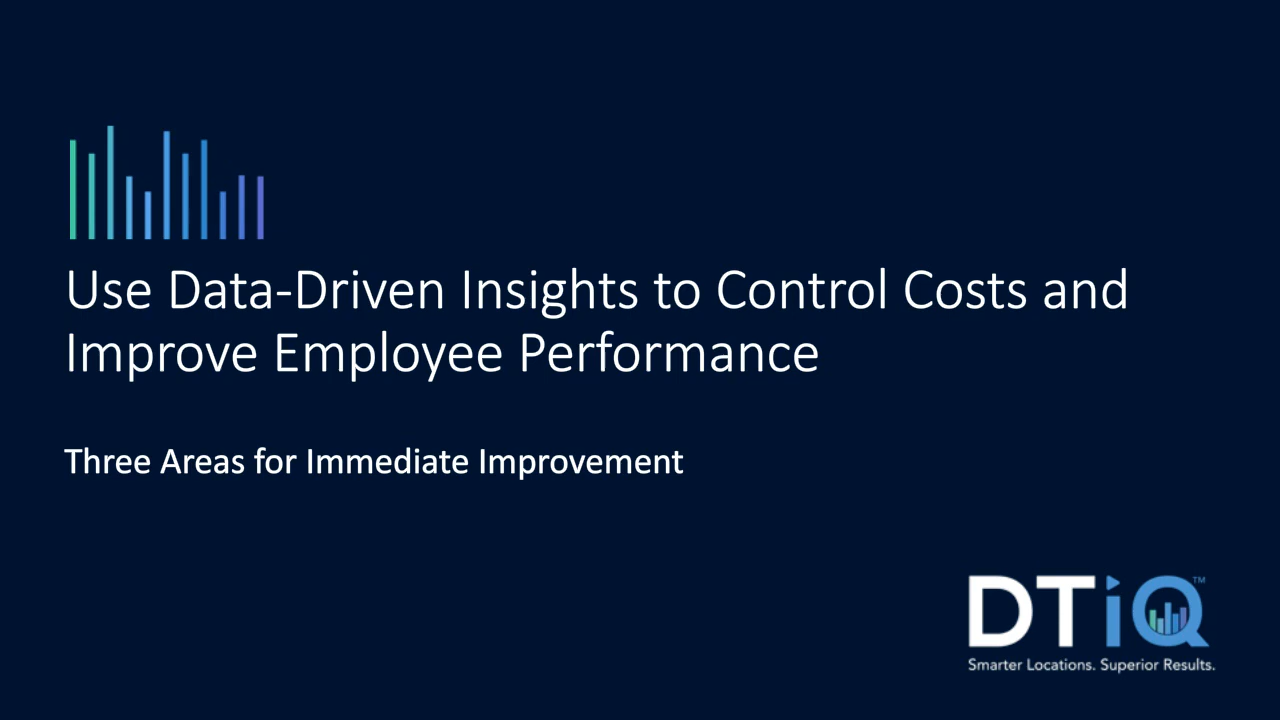 Use Data-Driven Insights to Control Costs and
Improve Employee Performance
Three Areas for Immediate Improvement
DTiQ™
Smarter Locations. Superior Results.